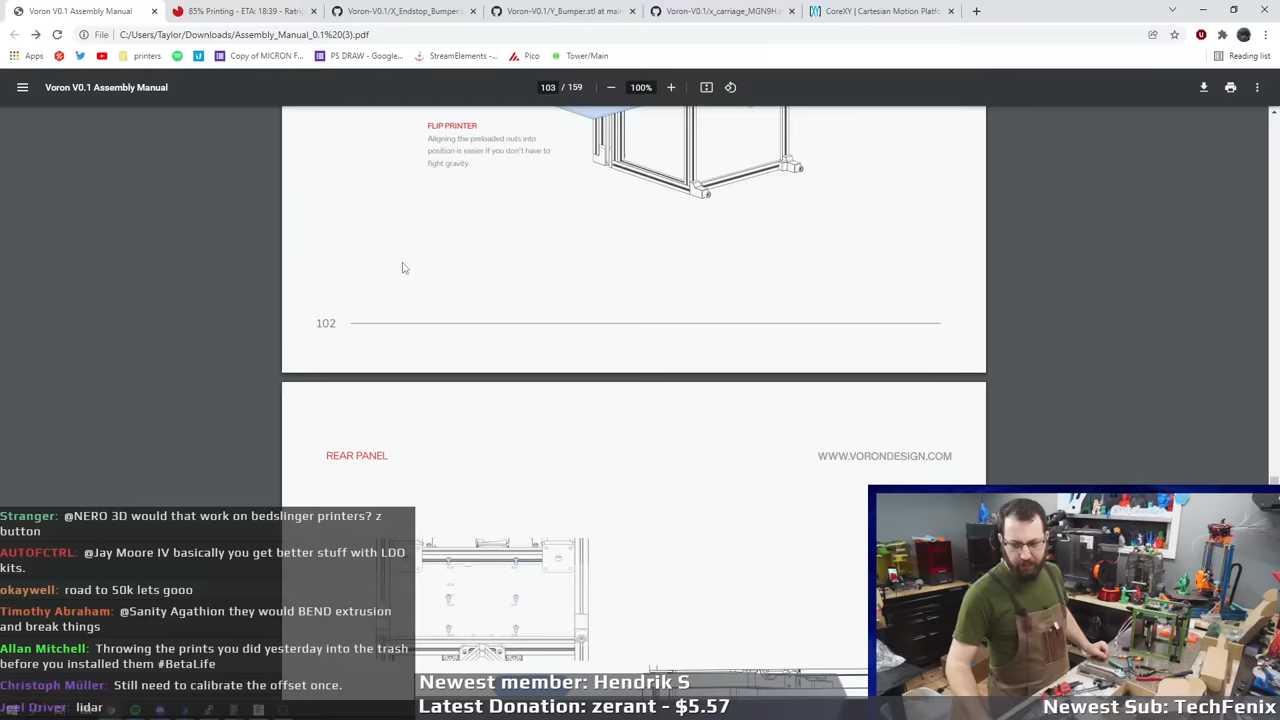 Voron V0.1 Assembly Manual
85% Printing - ETA: 18:39 - Ratrig
Voron-V0.1/X_Endstop_Bumper.s
Voron-V0.1/Y_Bumper.stl at main
Voron-V0.1/x_carriage_MGN9H
CoreXY | Cartesian Motion Platfo
File
C:/Users/Taylor/Downloads/Assembly_Manual_0.1%20(3).pdf
Apps
printers
Copy of MICRON F...
PS DRAW - Google...
StreamElements - ...
Pico
Tower/Main
Reading list
Voron V0.1 Assembly Manual
103 / 159
100%
FLIP PRINTER
Aligning the preloaded nuts into
position is easier if you don't have to
fight gravity.
102
REAR PANEL
WWW.VORONDESIGN.COM
Stranger: @NERO 3D would that work on bedslinger printers? z
button
AUTOFCTRL: @Jay Moore IV basically you get better stuff with LDO
kits.
okaywell: road to 50k lets gooo
Timothy Abraham: @Sanity Agathion they would BEND extrusion
and break things
Allan Mitchell: Throwing the prints you did yesterday into the trash
before you installed them #BetaLife
Christoph Müller: Still need to calibrate the offset once.
Joel Driver: lidar
Newest member: Hendrik S
Latest Donation: zerant - $5.57
Newest Sub: TechFenix